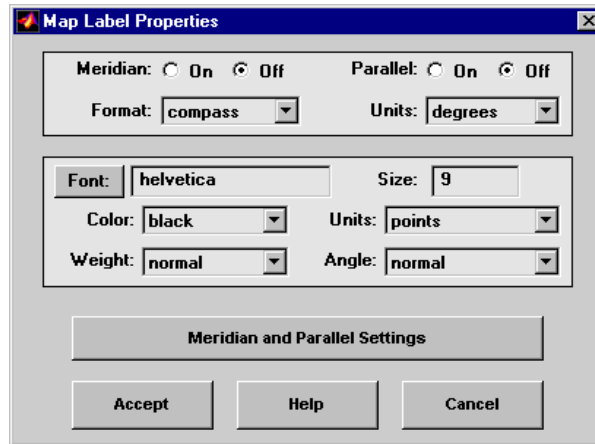 Map Label Properties
Meridian: On Off Parallel: On Off
Format: compass Units: degrees
Font: helvetica Size: 9
Color: black Units: points
Weight: normal Angle: normal
Meridian and Parallel Settings
Accept Help Cancel